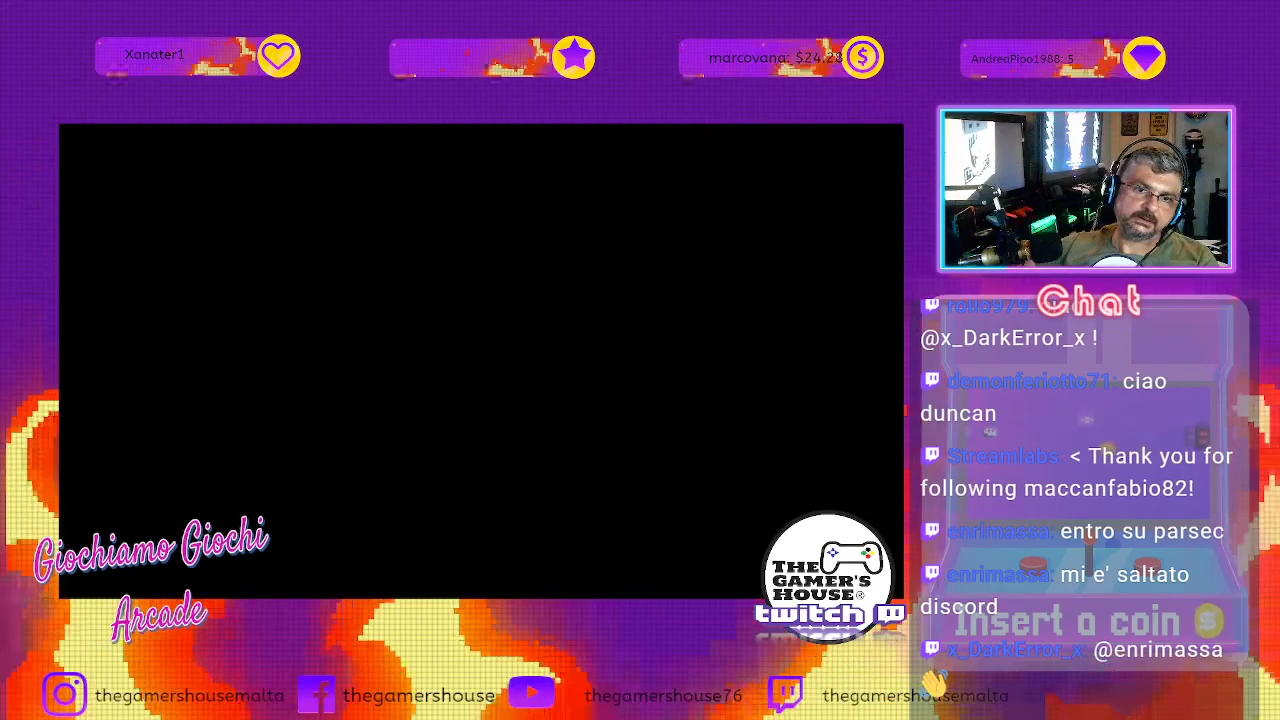 Xanater1
marcovana: $24.28
AndreaPipo1988: 5
Chat
rollo979:
@x_DarkError_x !
demonferiotto71: ciao
duncan
Streamlabs: < Thank you for
following maccanfabio82!
enrimassa: entro su parsec
enrimassa: mi e' saltato
discord
Insert a coin
x_DarkError_x: @enrimassa
Giochiamo Giochi
Arcade
THE
GAMER'S
HOUSE®
twitch
thegamershousemalta
thegamershouse
thegamershouse76
thegamershousemalta